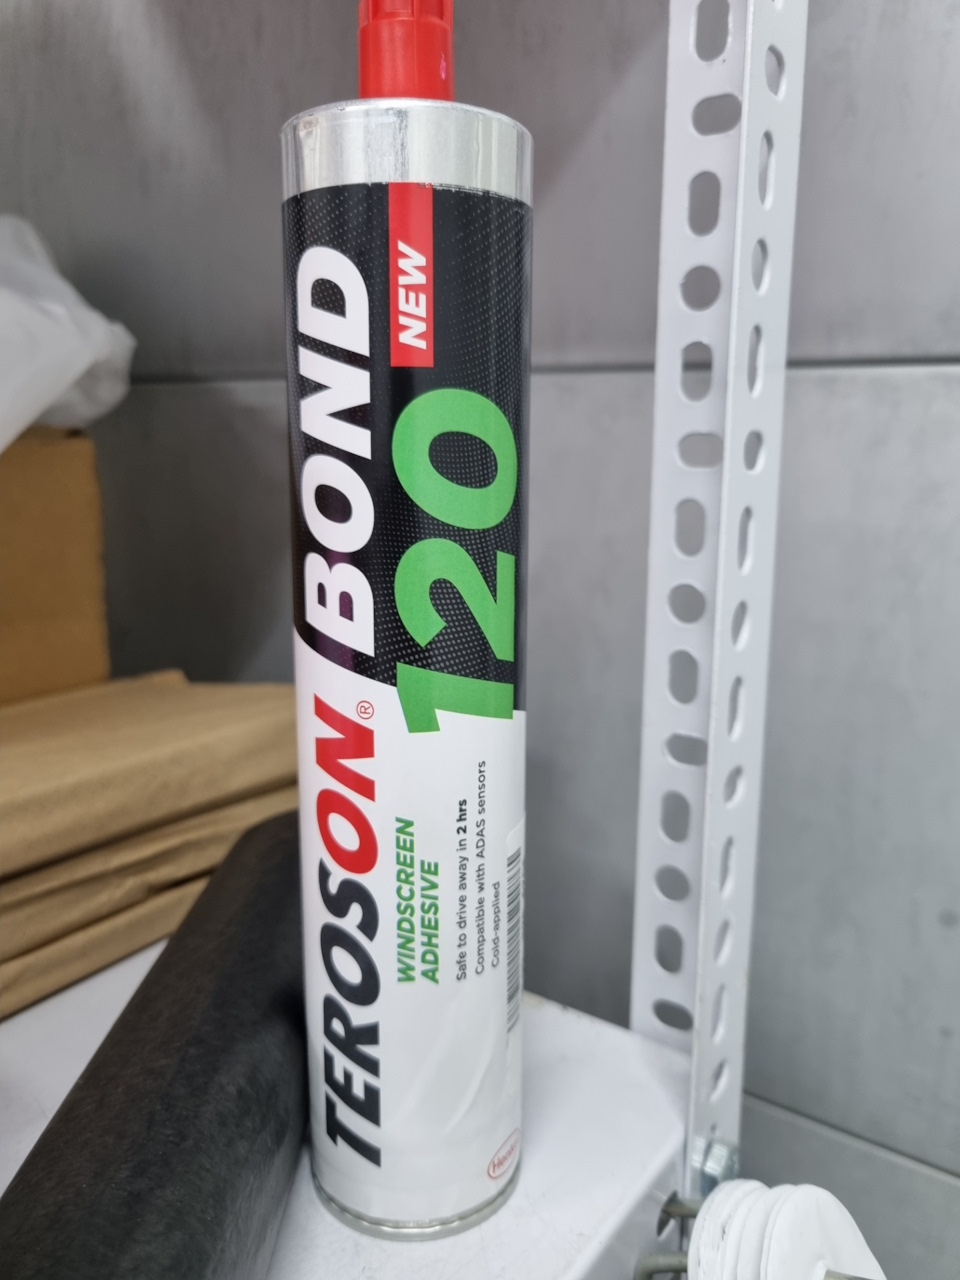 TEROSON® BOND
NEW
120
WINDSCREEN
ADHESIVE
Safe to drive away in 2 hrs
Compatible with ADAS sensors
Cold-applied
Henkel